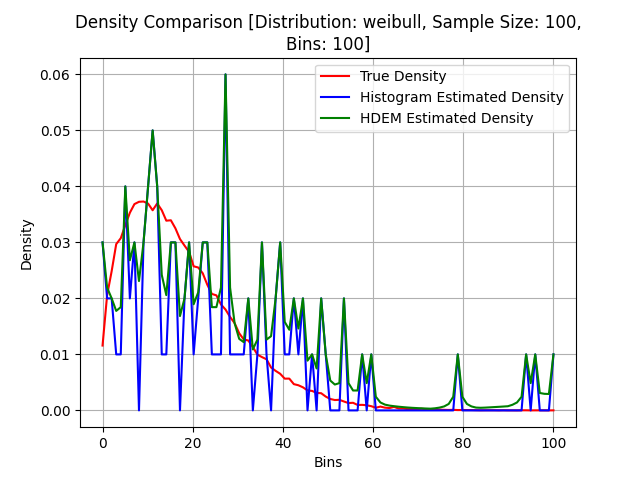 Density Comparison [Distribution: weibull, Sample Size: 100,
Bins: 100]
True Density
Histogram Estimated Density
HDEM Estimated Density
Density
0.06
0.05
0.04
0.03
0.02
0.01
0.00
0 20 40 60 80 100
Bins